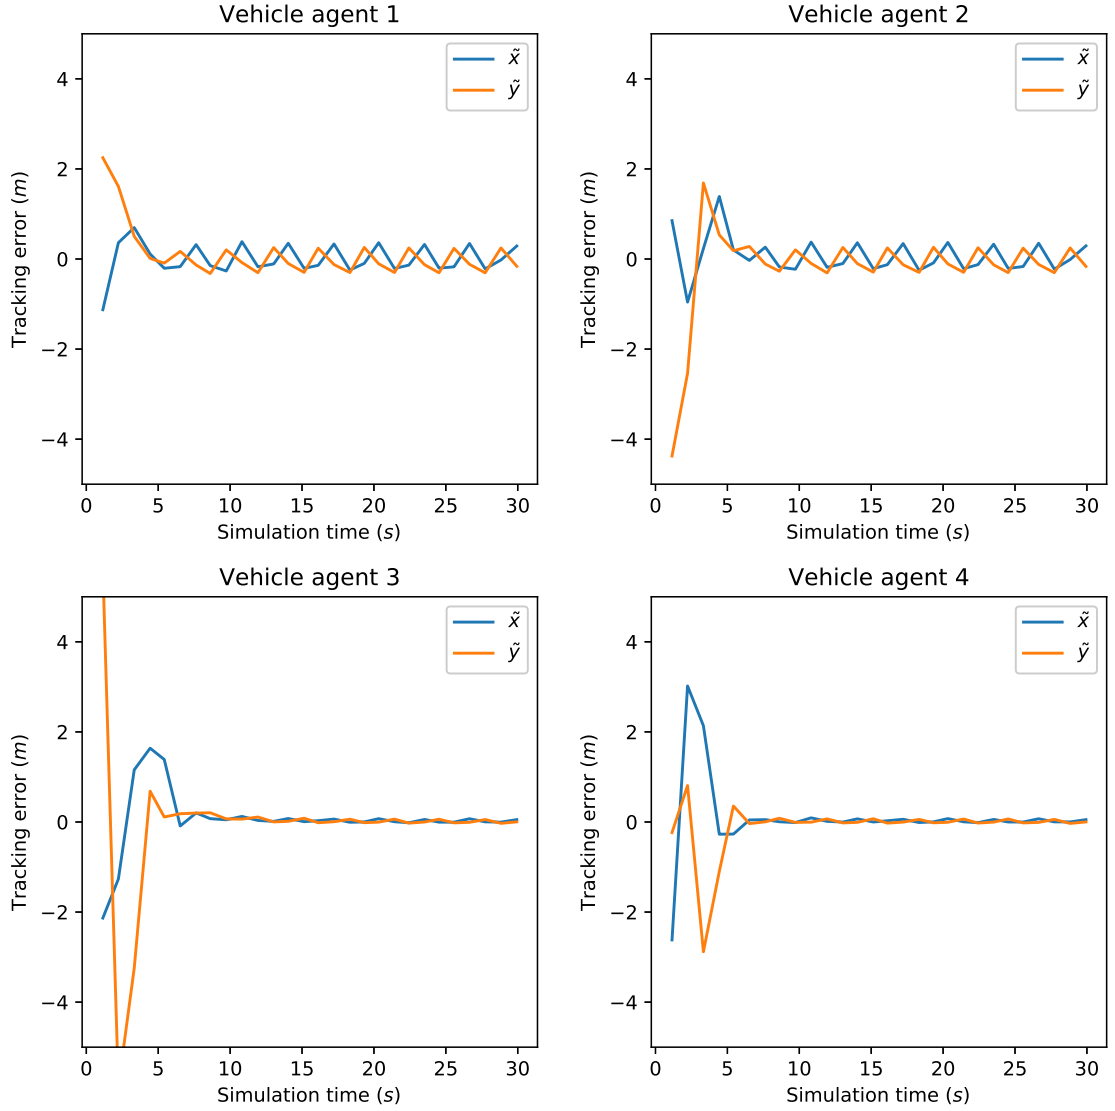 Vehicle agent 1
x̃
ỹ
4
2
0
−2
−4
Tracking error (m)
0 5 10 15 20 25 30
Simulation time (s)
Vehicle agent 2
x̃
ỹ
4
2
0
−2
−4
Tracking error (m)
0 5 10 15 20 25 30
Simulation time (s)
Vehicle agent 3
x̃
ỹ
4
2
0
−2
−4
Tracking error (m)
0 5 10 15 20 25 30
Simulation time (s)
Vehicle agent 4
x̃
ỹ
4
2
0
−2
−4
Tracking error (m)
0 5 10 15 20 25 30
Simulation time (s)